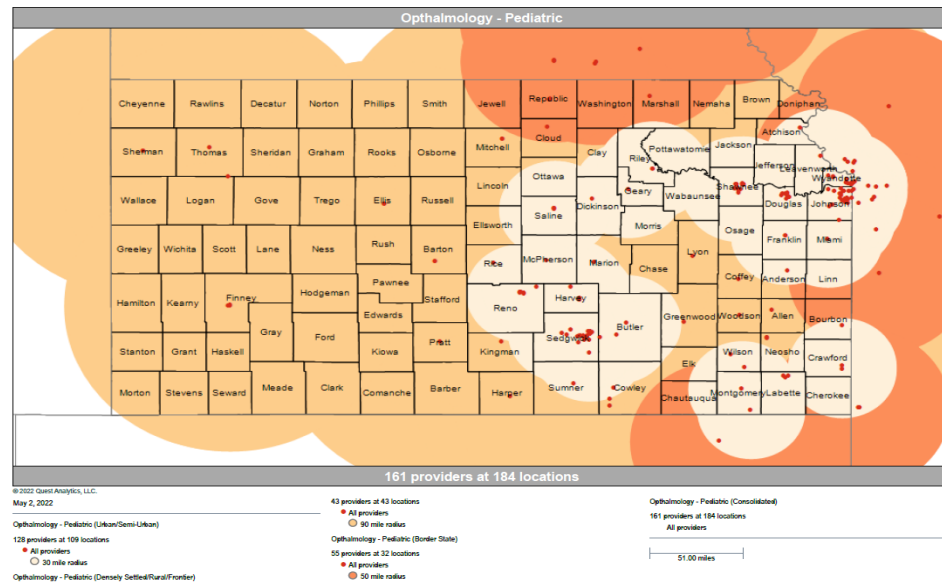 Opthalmology - Pediatric
Cheyenne Rawlins Decatur Norton Phillips Smith Jewell Republic Washington Marshall Nemaha Brown Doniphan
Atchison
Sherman Thomas Sheridan Graham Rooks Osborne Mitchell Cloud Clay Riley Pottawatomie Jackson Jefferson Leavenworth
Wyandotte
Wallace Logan Gove Trego Ellis Russell Lincoln Ottawa Saline Dickinson Geary Wabaunsee Shawnee Douglas Johnson
Ellsworth Morris Osage
Greeley Wichita Scott Lane Ness Rush Barton Rice McPherson Marion Chase Lyon Franklin Miami
Coffey Anderson Linn
Hamilton Kearny Finney Hodgeman Pawnee Stafford Reno Harvey Butler Greenwood Woodson Allen Bourbon
Gray Ford Edwards Sedgwick
Stanton Grant Haskell Kiowa Pratt Kingman Elk Wilson Neosho Crawford
Morton Stevens Seward Meade Clark Comanche Barber Harper Sumner Cowley Chautauqua Montgomery Labette Cherokee
161 providers at 184 locations
© 2022 Quest Analytics, LLC.
May 2, 2022
Opthalmology - Pediatric (Urban/Semi-Urban)
128 providers at 109 locations
All providers
30 mile radius
Opthalmology - Pediatric (Densely Settled/Rural/Frontier)
43 providers at 43 locations
All providers
90 mile radius
Opthalmology - Pediatric (Border State)
55 providers at 32 locations
All providers
50 mile radius
Opthalmology - Pediatric (Consolidated)
161 providers at 184 locations
All providers
51.00 miles